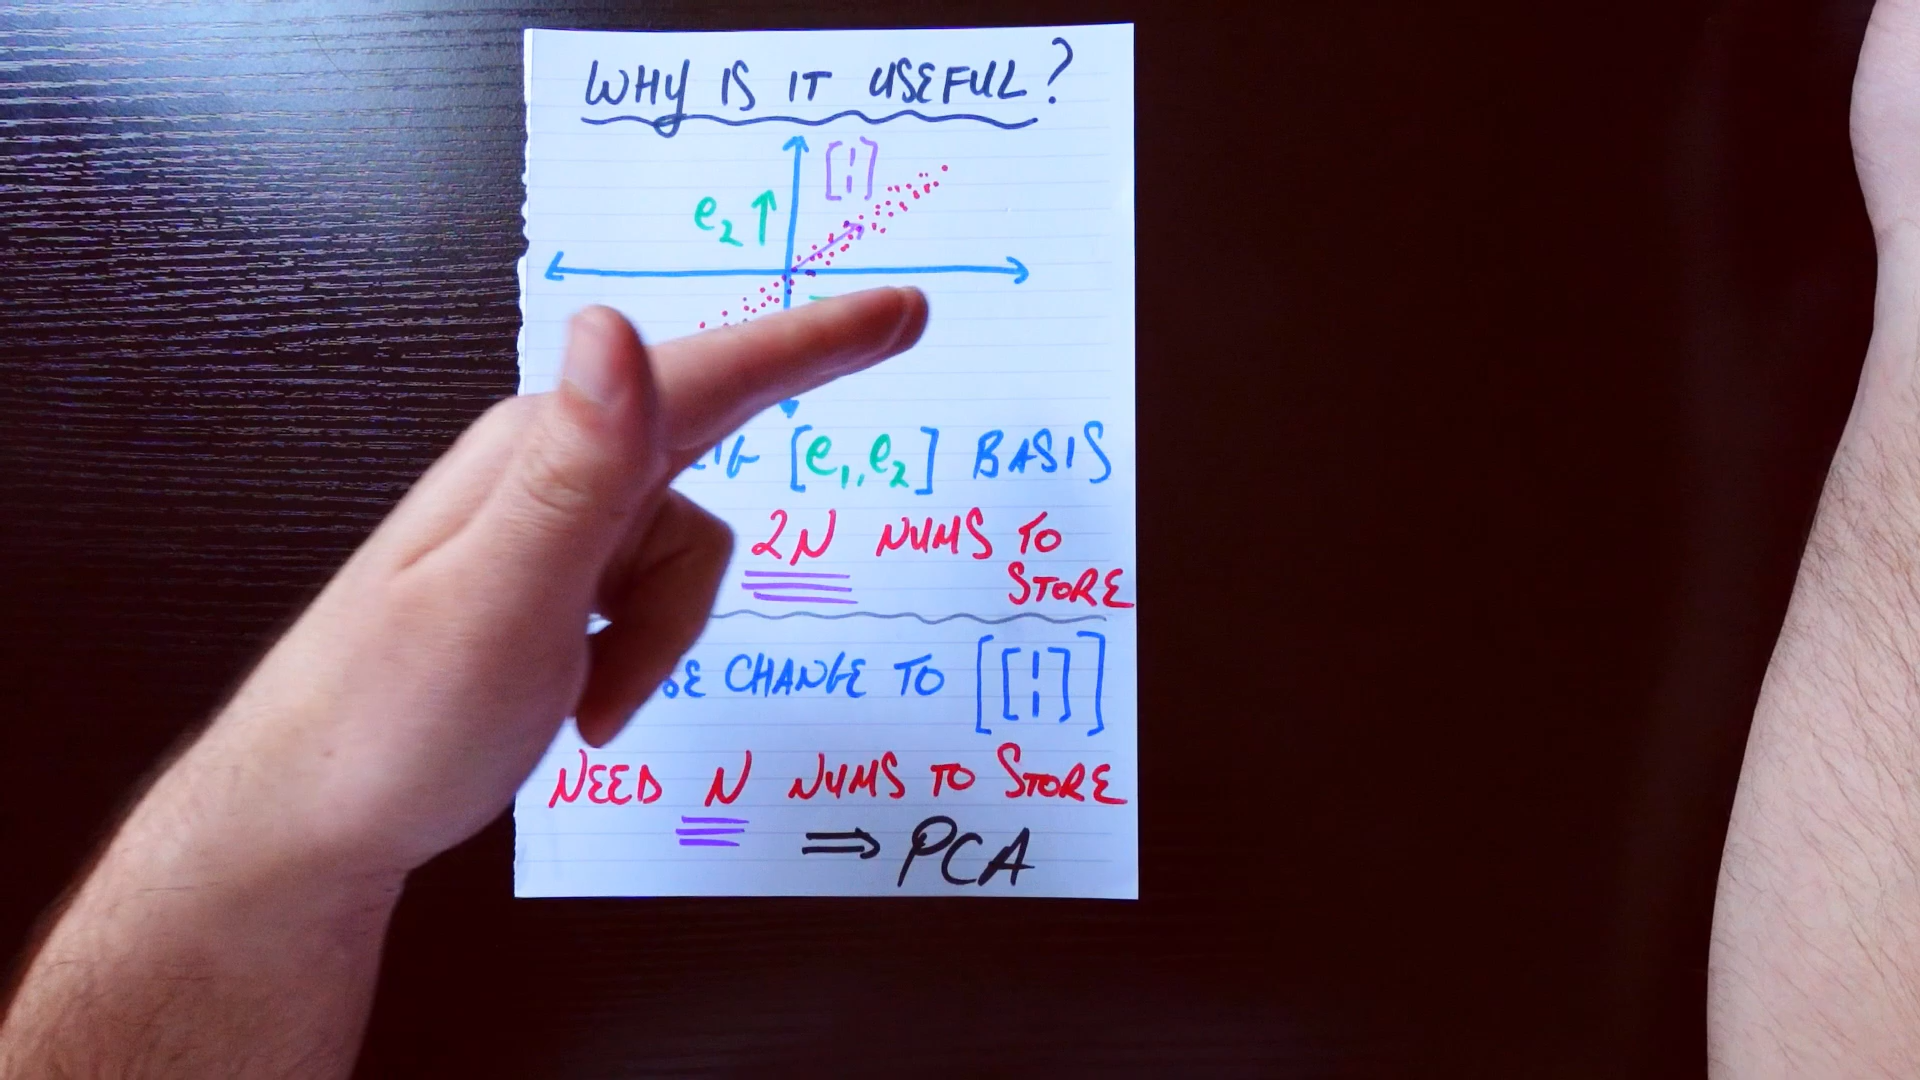 WHY IS IT USEFUL?
[1 1]
e2
[e1, e2] BASIS
2N NUMS TO
STORE
CHANGE TO [[1 1]]
NEED N NUMS TO STORE
⇒ PCA